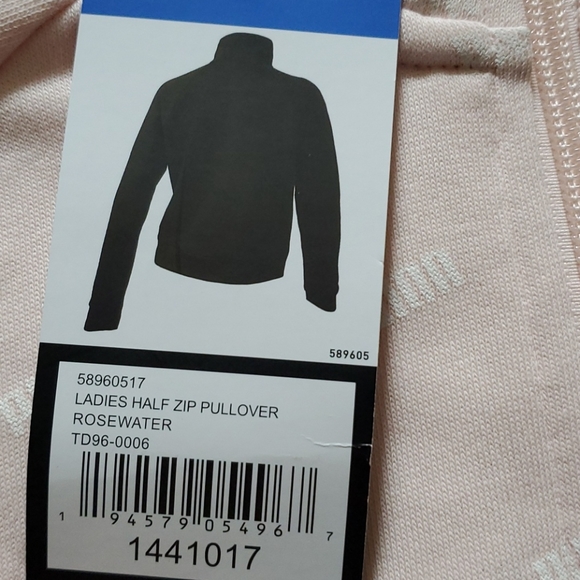 589605
58960517
LADIES HALF ZIP PULLOVER
ROSEWATER
TD96-0006
1 94579 05496 7
1441017